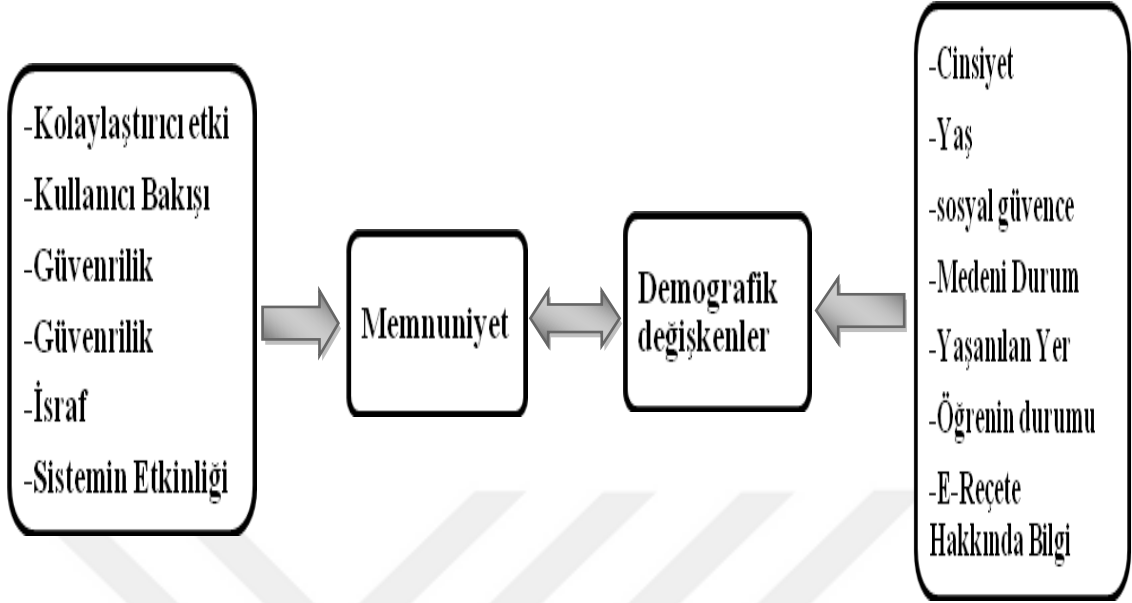 -Kolaylaştırıcı etki
-Kullanıcı Bakışı
-Güvenrilik
-Güvenrilik
-İsraf
-Sistemin Etkinliği
Memnuniyet
Demografik
değişkenler
-Cinsiyet
-Yaş
-sosyal güvence
-Medeni Durum
-Yaşanılan Yer
-Öğrenin durumu
-E-Reçete
Hakkında Bilgi